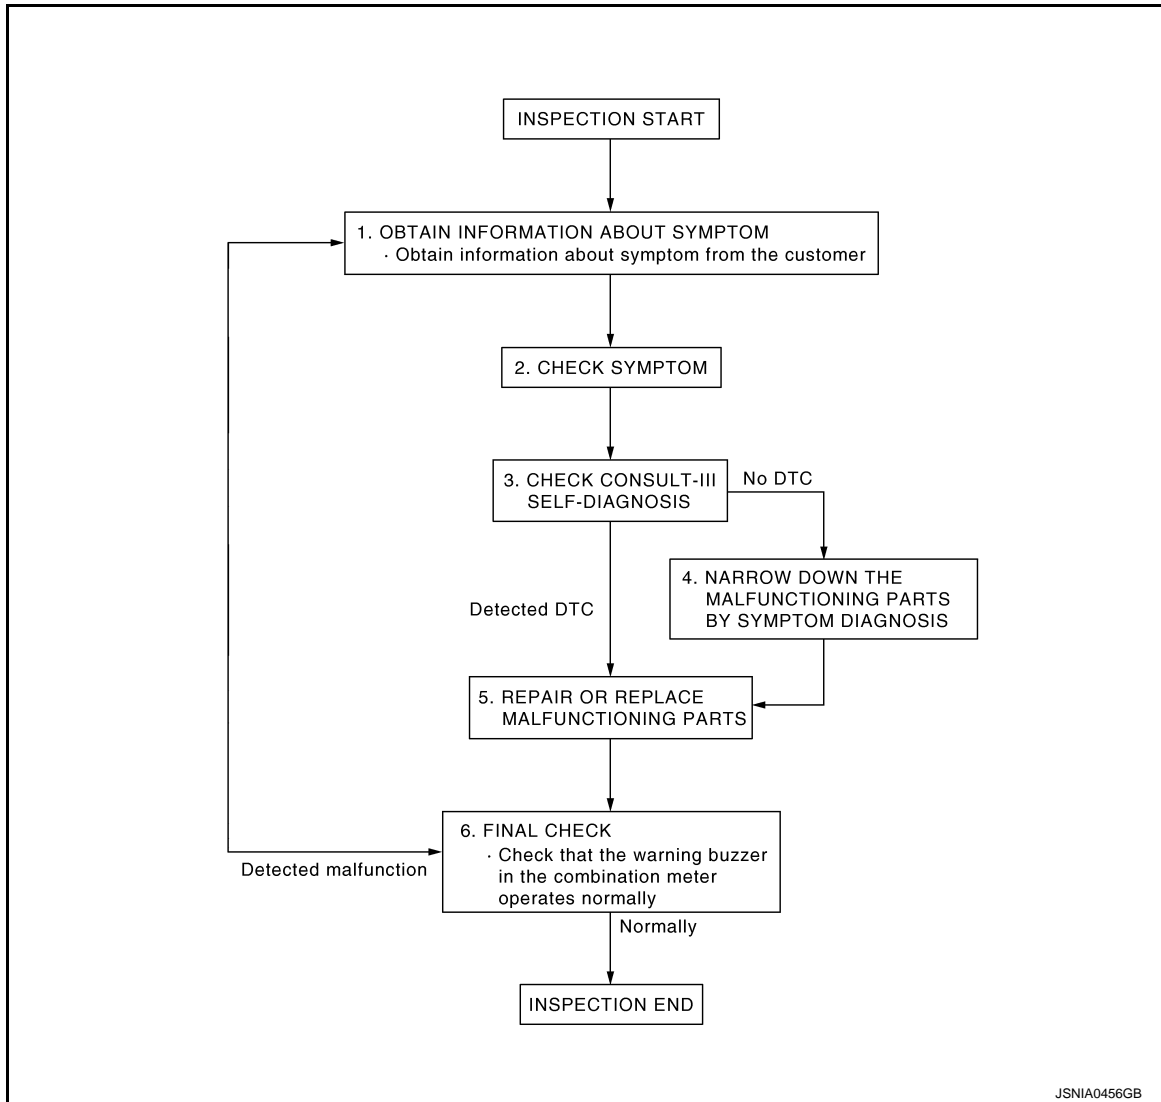 INSPECTION START
1. OBTAIN INFORMATION ABOUT SYMPTOM
· Obtain information about symptom from the customer
2. CHECK SYMPTOM
3. CHECK CONSULT-III
SELF-DIAGNOSIS
No DTC
4. NARROW DOWN THE
MALFUNCTIONING PARTS
BY SYMPTOM DIAGNOSIS
Detected DTC
5. REPAIR OR REPLACE
MALFUNCTIONING PARTS
6. FINAL CHECK
· Check that the warning buzzer
in the combination meter
operates normally
Detected malfunction
Normally
INSPECTION END
JSNIA0456GB